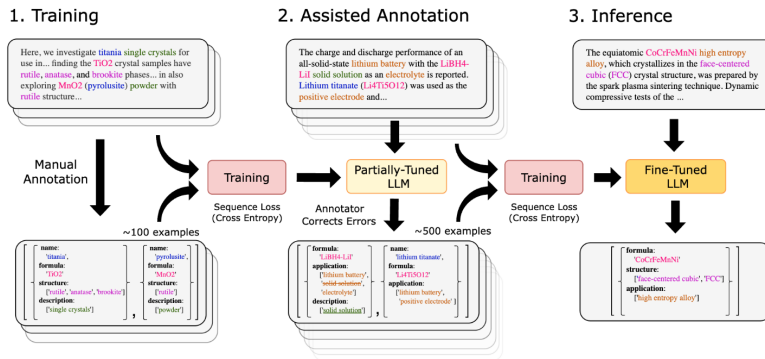 1. Training
2. Assisted Annotation
3. Inference
Here, we investigate titania single crystals for
use in... finding the TiO2 crystal samples have
rutile, anatase, and brookite phases... in also
exploring MnO2 (pyrolusite) powder with
rutile structure...
The charge and discharge performance of an
all-solid-state lithium battery with the LiBH4-
LiI solid solution as an electrolyte is reported.
Lithium titanate (Li4Ti5O12) was used as the
positive electrode and...
The equiatomic CoCrFeMnNi high entropy
alloy, which crystallizes in the face-centered
cubic (FCC) crystal structure, was prepared by
the spark plasma sintering technique. Dynamic
compressive tests of the ...
Manual
Annotation
Training
Sequence Loss
(Cross Entropy)
~100 examples
Partially-Tuned
LLM
Annotator
Corrects Errors
~500 examples
Training
Sequence Loss
(Cross Entropy)
Fine-Tuned
LLM
name:
'titania',
formula:
'TiO2'
structure:
['rutile', 'anatase', 'brookite']
description:
['single crystals']
,
name:
'pyrolusite'
formula:
'MnO2'
structure:
['rutile']
description:
['powder']
formula:
'LiBH4-LiI'
application:
['lithium battery',
'solid solution',
'electrolyte']
description:
['solid solution']
,
name:
'lithium titanate'
formula:
'Li4Ti5O12'
application:
['lithium battery',
'positive electrode' ]
formula:
'CoCrFeMnNi'
structure:
['face-centered cubic', 'FCC']
application:
['high entropy alloy']